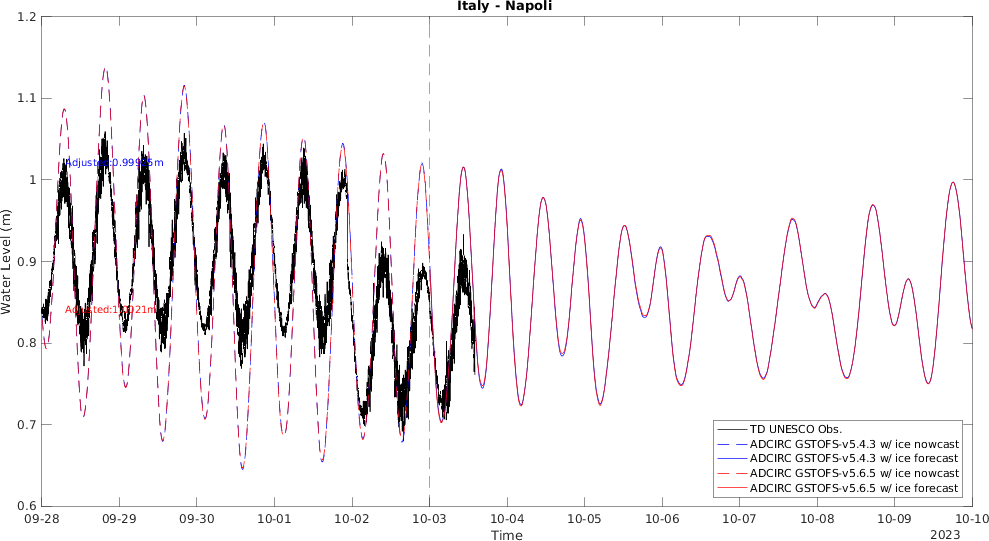 Italy - Napoli
1.2
1.1
1
0.9
0.8
0.7
0.6
Water Level (m)
09-28
09-29
09-30
10-01
10-02
10-03
10-04
10-05
10-06
10-07
10-08
10-09
10-10
2023
Time
TD UNESCO Obs.
ADCIRC GSTOFS-v5.4.3 w/ ice nowcast
ADCIRC GSTOFS-v5.4.3 w/ ice forecast
ADCIRC GSTOFS-v5.6.5 w/ ice nowcast
ADCIRC GSTOFS-v5.6.5 w/ ice forecast